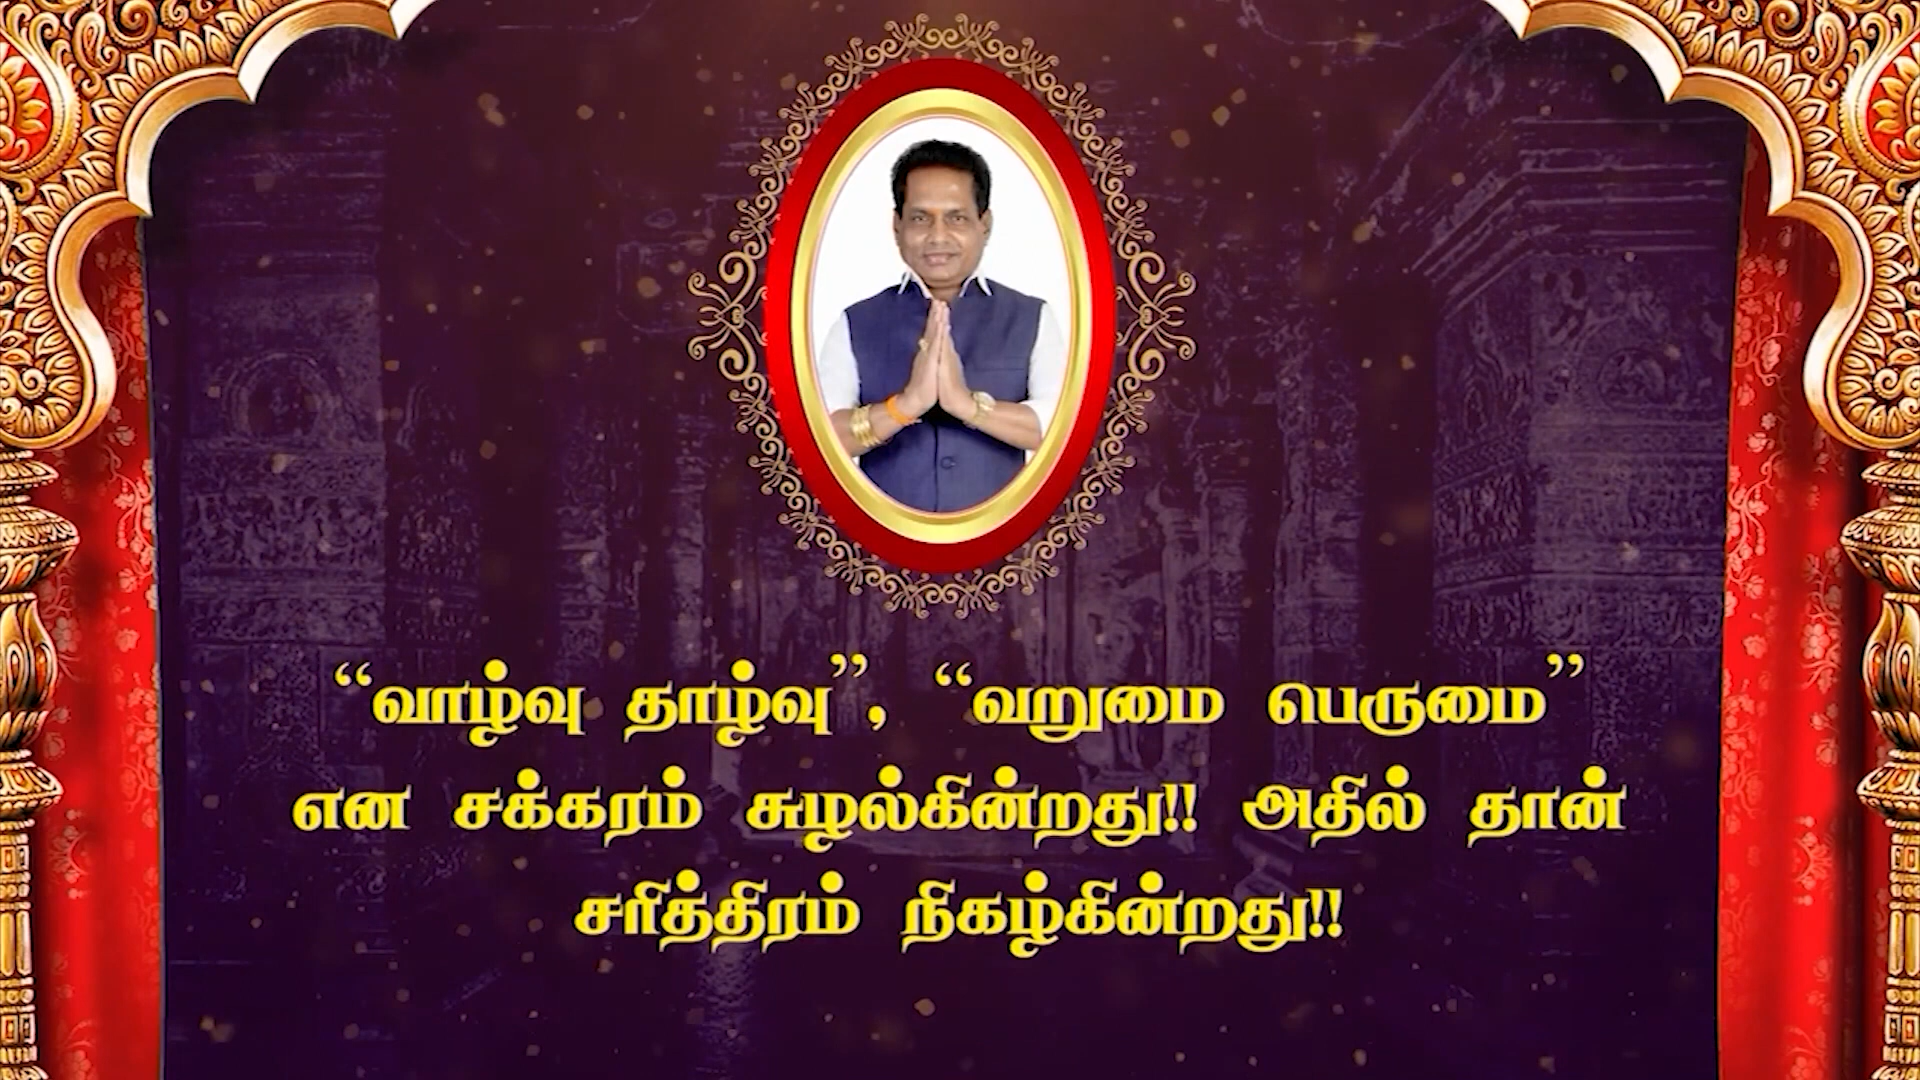 “வாழ்வு தாழ்வு”, “வறுமை பெருமை”
என சக்கரம் சுழல்கின்றது!! அதில் தான்
சரித்திரம் நிகழ்கின்றது!!